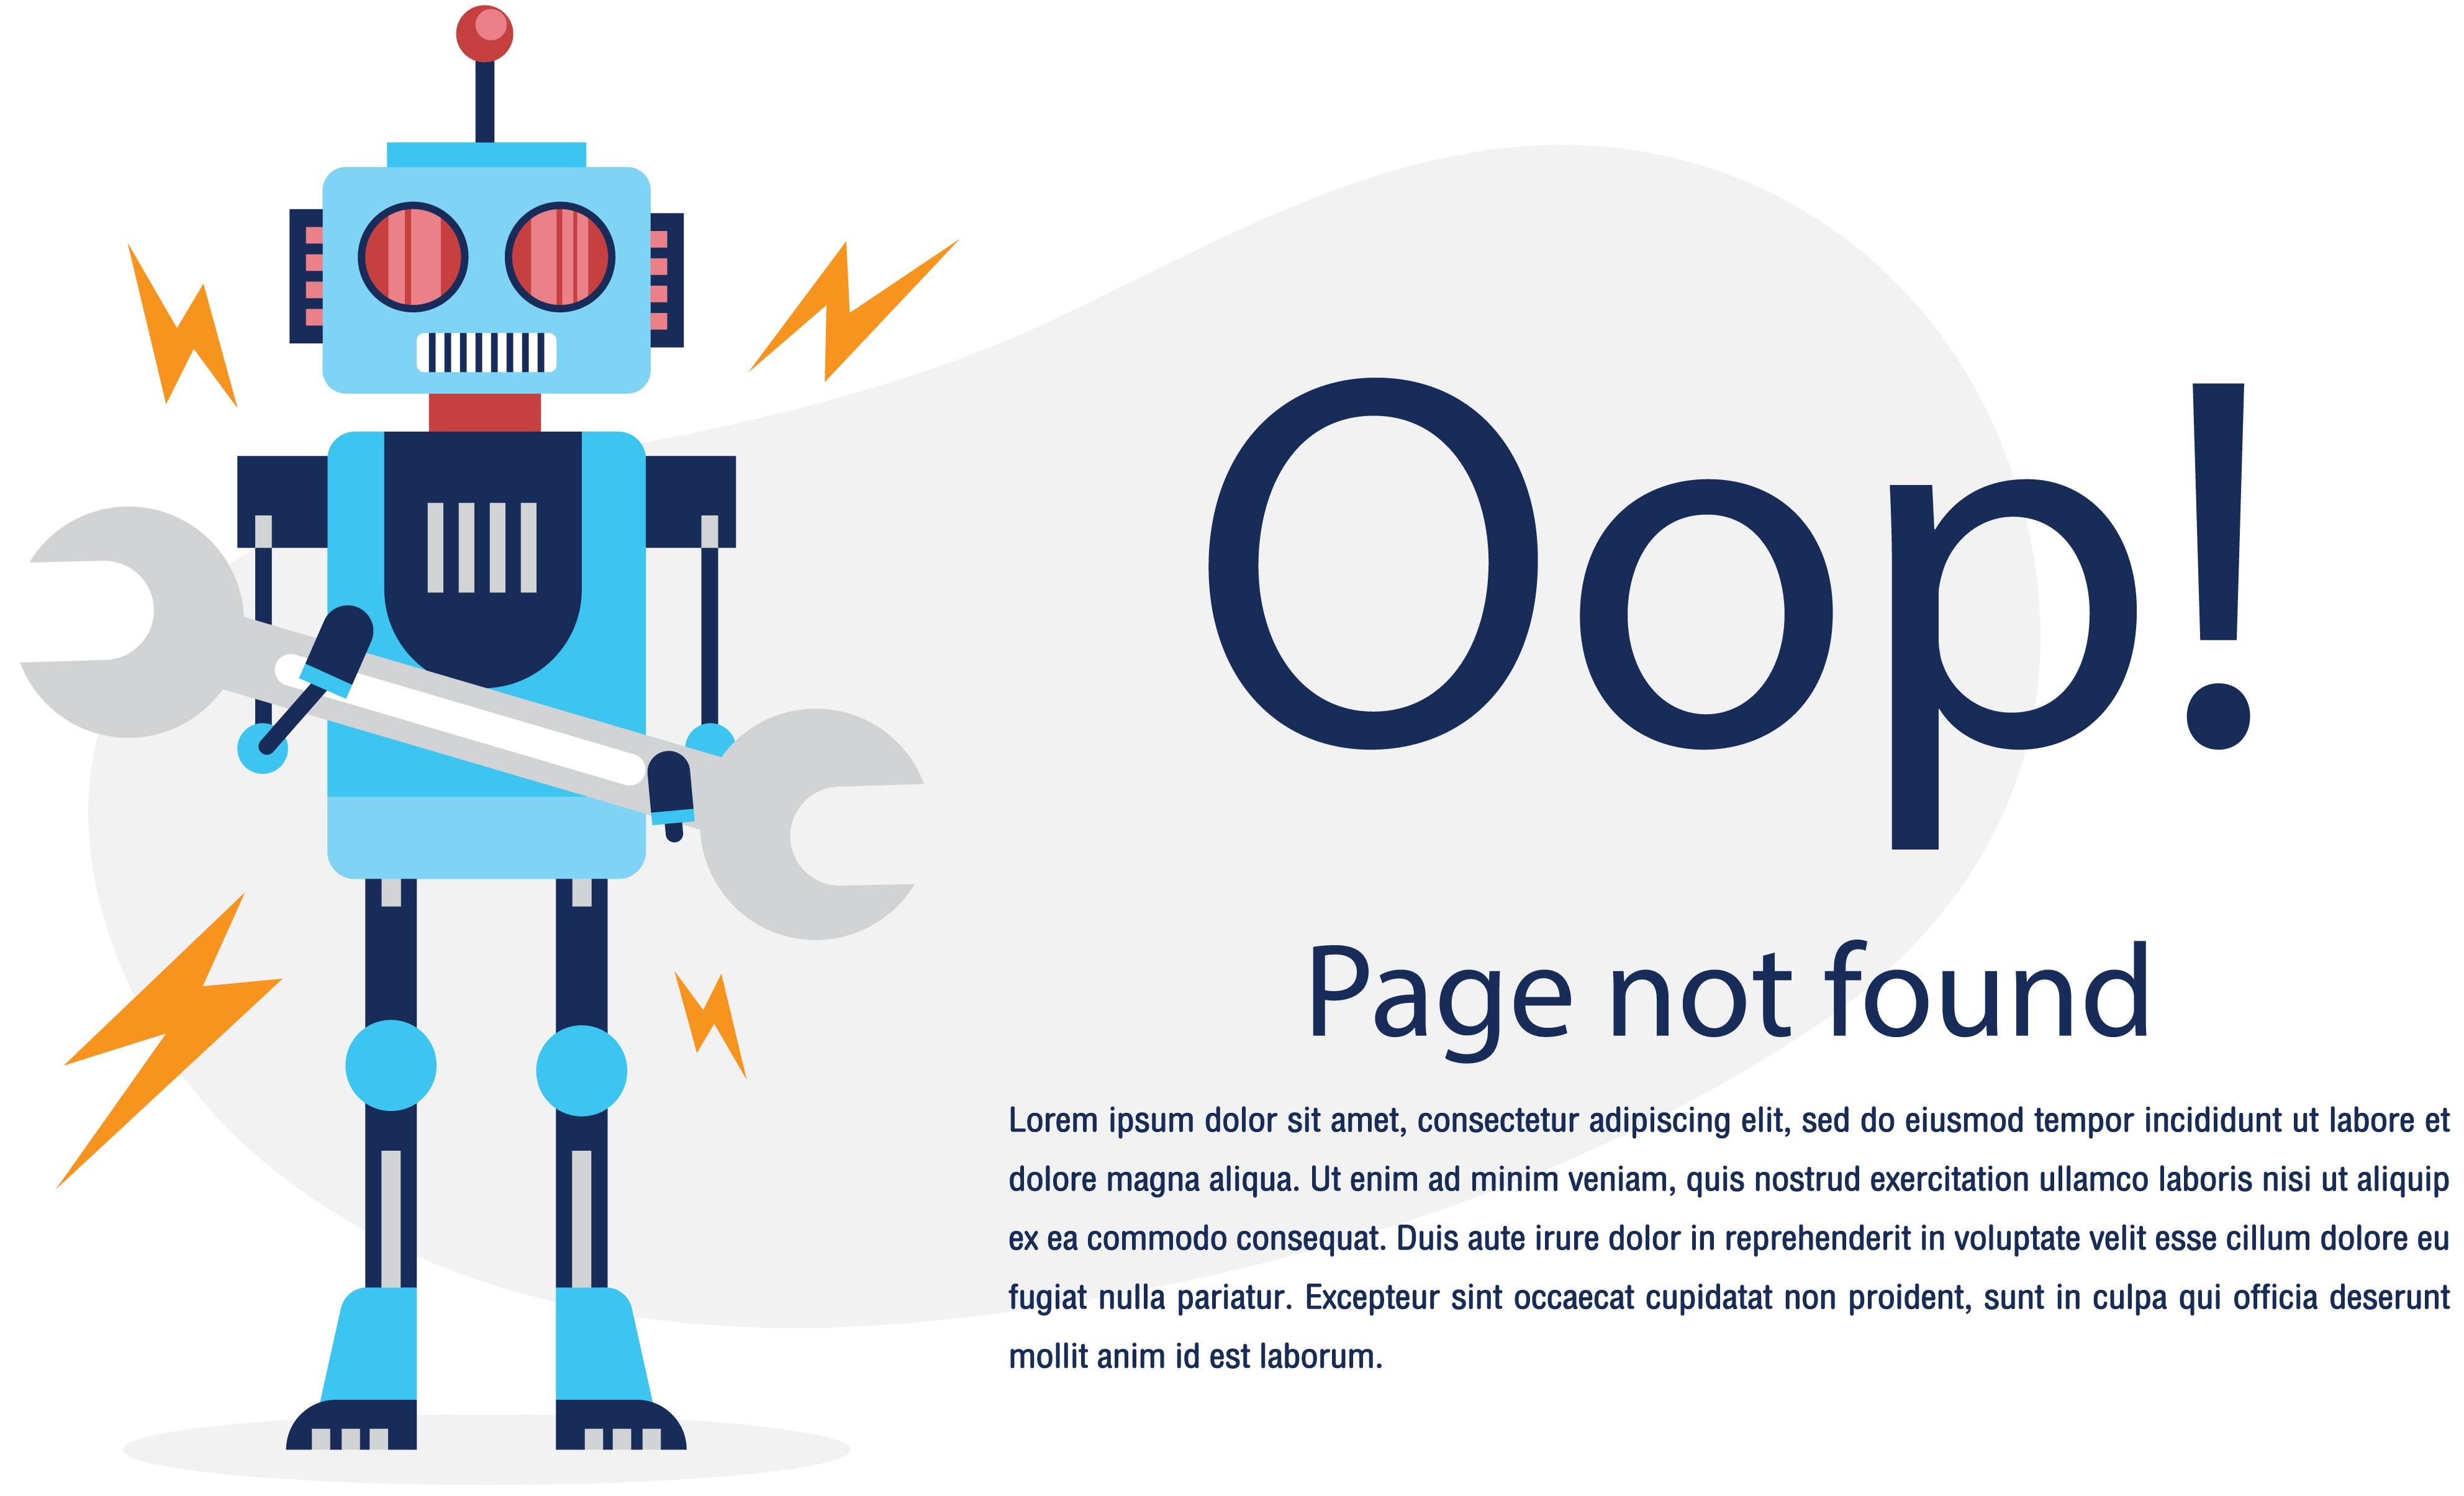 Oop!
Page not found
Lorem ipsum dolor sit amet, consectetur adipiscing elit, sed do eiusmod tempor incididunt ut labore et
dolore magna aliqua. Ut enim ad minim veniam, quis nostrud exercitation ullamco laboris nisi ut aliquip
ex ea commodo consequat. Duis aute irure dolor in reprehenderit in voluptate velit esse cillum dolore eu
fugiat nulla pariatur. Excepteur sint occaecat cupidatat non proident, sunt in culpa qui officia deserunt
mollit anim id est laborum.